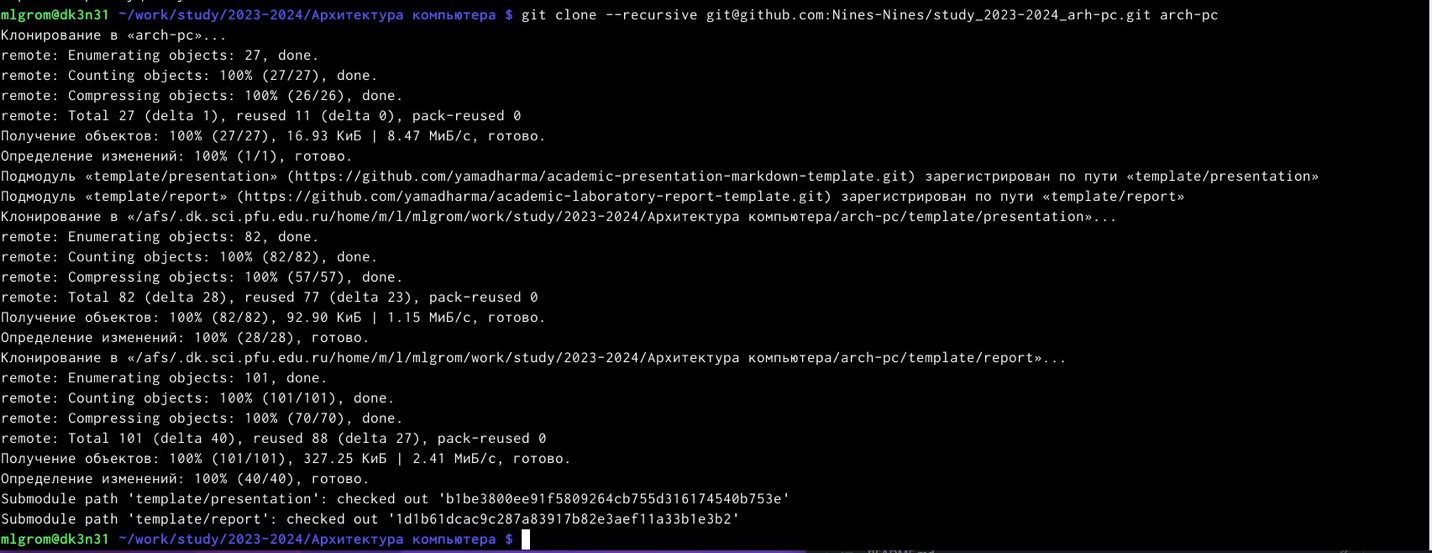 mlgrom@dk3n31 ~/work/study/2023-2024/Архитектура компьютера $ git clone --recursive git@github.com:Nines-Nines/study_2023-2024_arh-pc.git arch-pc
Клонирование в «arch-pc»...
remote: Enumerating objects: 27, done.
remote: Counting objects: 100% (27/27), done.
remote: Compressing objects: 100% (26/26), done.
remote: Total 27 (delta 1), reused 11 (delta 0), pack-reused 0
Получение объектов: 100% (27/27), 16.93 КиБ | 8.47 МиБ/с, готово.
Определение изменений: 100% (1/1), готово.
Подмодуль «template/presentation» (https://github.com/yamadharma/academic-presentation-markdown-template.git) зарегистрирован по пути «template/presentation»
Подмодуль «template/report» (https://github.com/yamadharma/academic-laboratory-report-template.git) зарегистрирован по пути «template/report»
Клонирование в «/afs/.dk.sci.pfu.edu.ru/home/m/l/mlgrom/work/study/2023-2024/Архитектура компьютера/arch-pc/template/presentation»...
remote: Enumerating objects: 82, done.
remote: Counting objects: 100% (82/82), done.
remote: Compressing objects: 100% (57/57), done.
remote: Total 82 (delta 28), reused 77 (delta 23), pack-reused 0
Получение объектов: 100% (82/82), 92.90 КиБ | 1.15 МиБ/с, готово.
Определение изменений: 100% (28/28), готово.
Клонирование в «/afs/.dk.sci.pfu.edu.ru/home/m/l/mlgrom/work/study/2023-2024/Архитектура компьютера/arch-pc/template/report»...
remote: Enumerating objects: 101, done.
remote: Counting objects: 100% (101/101), done.
remote: Compressing objects: 100% (70/70), done.
remote: Total 101 (delta 40), reused 88 (delta 27), pack-reused 0
Получение объектов: 100% (101/101), 327.25 КиБ | 2.41 МиБ/с, готово.
Определение изменений: 100% (40/40), готово.
Submodule path 'template/presentation': checked out 'b1be3800ee91f5809264cb755d316174540b753e'
Submodule path 'template/report': checked out '1d1b61dcac9c287a83917b82e3aef11a33b1e3b2'
mlgrom@dk3n31 ~/work/study/2023-2024/Архитектура компьютера $